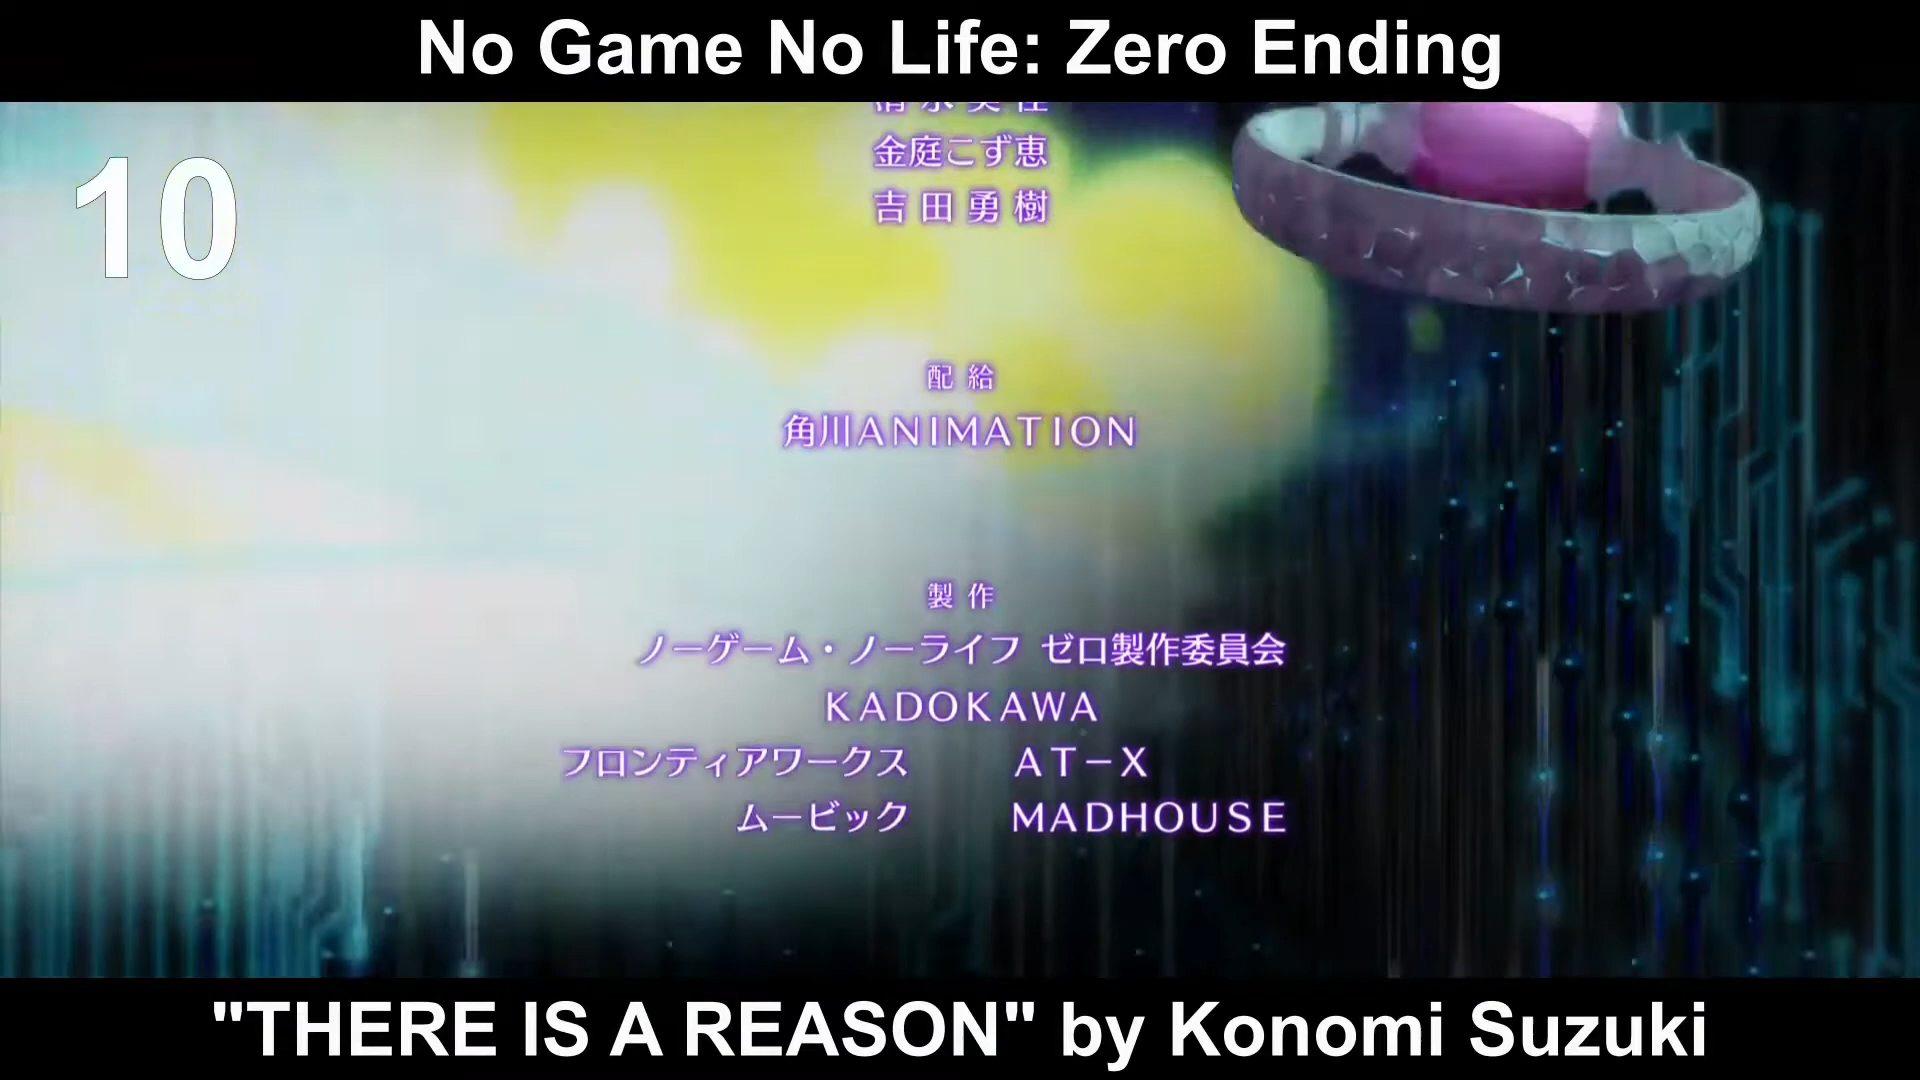 No Game No Life: Zero Ending
10
金庭こず恵
吉田勇樹
配給
角川ANIMATION
製作
ノーゲーム・ノーライフ ゼロ製作委員会
KADOKAWA
フロンティアワークス AT-X
ムービック MADHOUSE
"THERE IS A REASON" by Konomi Suzuki